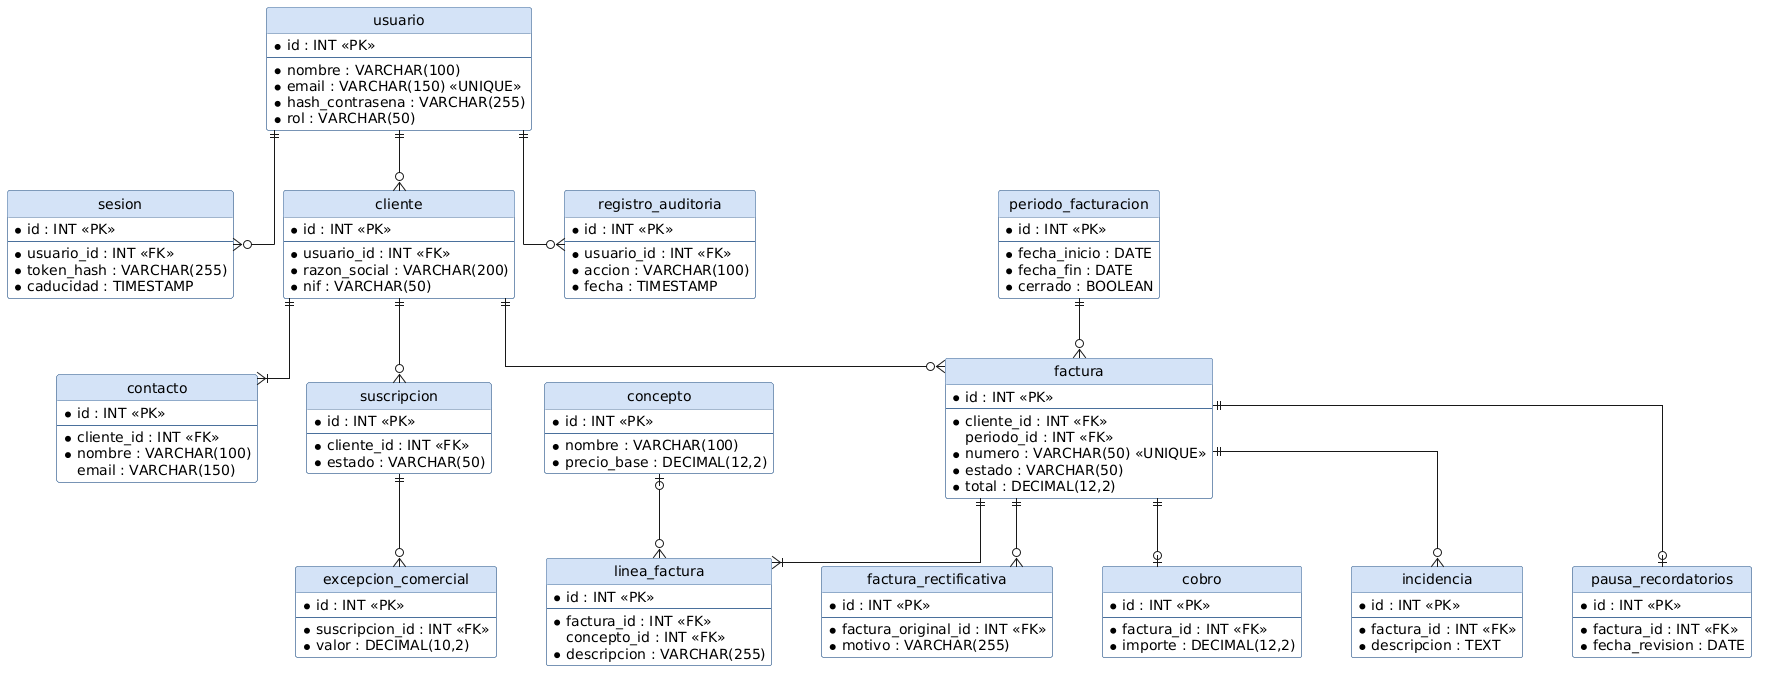 usuario
id : INT «PK»
nombre : VARCHAR(100)
email : VARCHAR(150) «UNIQUE»
hash_contrasena : VARCHAR(255)
rol : VARCHAR(50)
sesion
id : INT «PK»
usuario_id : INT «FK»
token_hash : VARCHAR(255)
caducidad : TIMESTAMP
cliente
id : INT «PK»
usuario_id : INT «FK»
razon_social : VARCHAR(200)
nif : VARCHAR(50)
registro_auditoria
id : INT «PK»
usuario_id : INT «FK»
accion : VARCHAR(100)
fecha : TIMESTAMP
periodo_facturacion
id : INT «PK»
fecha_inicio : DATE
fecha_fin : DATE
cerrado : BOOLEAN
contacto
id : INT «PK»
cliente_id : INT «FK»
nombre : VARCHAR(100)
email : VARCHAR(150)
suscripcion
id : INT «PK»
cliente_id : INT «FK»
estado : VARCHAR(50)
concepto
id : INT «PK»
nombre : VARCHAR(100)
precio_base : DECIMAL(12,2)
factura
id : INT «PK»
cliente_id : INT «FK»
periodo_id : INT «FK»
numero : VARCHAR(50) «UNIQUE»
estado : VARCHAR(50)
total : DECIMAL(12,2)
excepcion_comercial
id : INT «PK»
suscripcion_id : INT «FK»
valor : DECIMAL(10,2)
linea_factura
id : INT «PK»
factura_id : INT «FK»
concepto_id : INT «FK»
descripcion : VARCHAR(255)
factura_rectificativa
id : INT «PK»
factura_original_id : INT «FK»
motivo : VARCHAR(255)
cobro
id : INT «PK»
factura_id : INT «FK»
importe : DECIMAL(12,2)
incidencia
id : INT «PK»
factura_id : INT «FK»
descripcion : TEXT
pausa_recordatorios
id : INT «PK»
factura_id : INT «FK»
fecha_revision : DATE